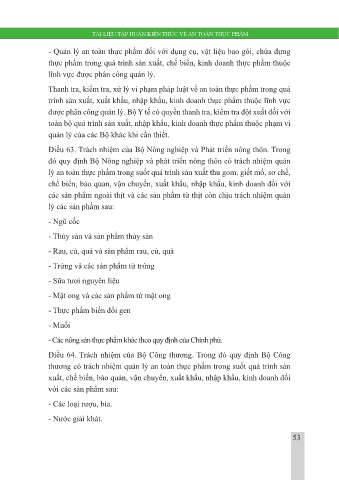 TÀI LIỆU TẬP HUẤN KIẾN THỨC VỀ AN TOÀN THỰC PHẨM
- Quản lý an toàn thực phẩm đối với dụng cụ, vật liệu bao gói, chứa đựng
thực phẩm trong quá trình sản xuất, chế biến, kinh doanh thực phẩm thuộc
lĩnh vực được phân công quản lý.
Thanh tra, kiểm tra, xử lý vi phạm pháp luật về an toàn thực phẩm trong quá
trình sản xuất, xuất khẩu, nhập khẩu, kinh doanh thực phẩm thuộc lĩnh vực
được phân công quản lý. Bộ Y tế có quyền thanh tra, kiểm tra đột xuất đối với
toàn bộ quá trình sản xuất, nhập khẩu, kinh doanh thực phẩm thuộc phạm vi
quản lý của các Bộ khác khi cần thiết.
Điều 63. Trách nhiệm của Bộ Nông nghiệp và Phát triển nông thôn. Trong
đó quy định Bộ Nông nghiệp và phát triển nông thôn có trách nhiệm quản
lý an toàn thực phẩm trong suốt quá trình sản xuất thu gom, giết mổ, sơ chế,
chế biến, bảo quản, vận chuyển, xuất khẩu, nhập khẩu, kinh doanh đối với
các sản phẩm ngoài thịt và các sản phẩm từ thịt còn chịu trách nhiệm quản
lý các sản phẩm sau:
- Ngũ cốc
- Thủy sản và sản phẩm thủy sản
- Rau, củ, quả và sản phẩm rau, củ, quả
- Trứng và các sản phẩm từ trứng
- Sữa tươi nguyên liệu
- Mật ong và các sản phẩm từ mật ong
- Thực phẩm biến đổi gen
- Muối
- Các nông sản thực phẩm khác theo quy định của Chính phủ.
Điều 64. Trách nhiệm của Bộ Công thương. Trong đó quy định Bộ Công
thương có trách nhiệm quản lý an toàn thực phẩm trong suốt quá trình sản
xuất, chế biến, bảo quản, vận chuyển, xuất khẩu, nhập khẩu, kinh doanh đối
với các sản phẩm sau:
- Các loại rượu, bia.
- Nước giải khát.
53